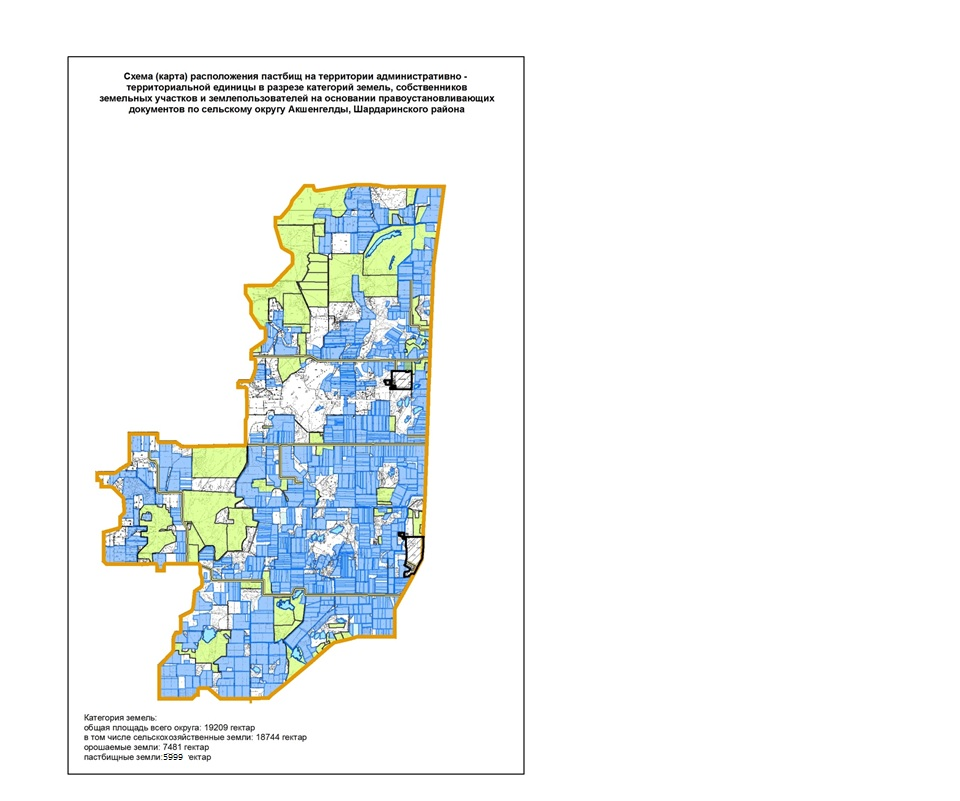 Схема (карта) расположения пастбищ на территории административно -
территориальной единицы в разрезе категорий земель, собственников
земельных участков и землепользователей на основании правоустановливающих
документов по сельскому округу Акшенгелды, Шардаринского района
Категория земель:
общая площадь всего округа: 19209 гектар
в том числе сельскохозяйственные земли: 18744 гектар
орошаемые земли: 7481 гектар
пастбищные земли:5999 гектар